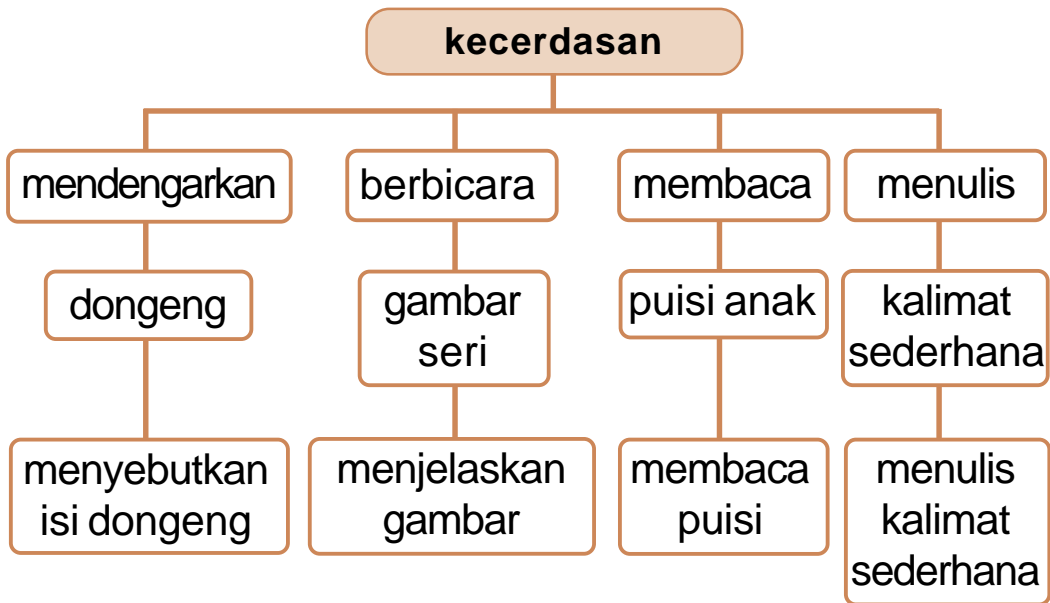 kecerdasan
mendengarkan
berbicara
membaca
menulis
dongeng
gambar
seri
puisi anak
kalimat
sederhana
menyebutkan
isi dongeng
menjelaskan
gambar
membaca
puisi
menulis
kalimat
sederhana